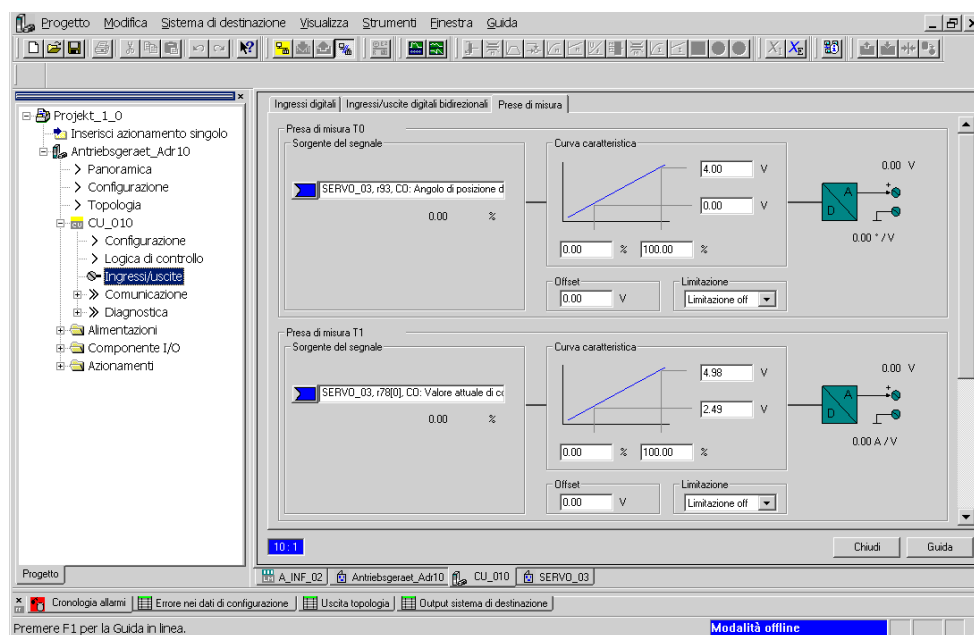 Progetto Modifica Sistema di destinazione Visualizza Strumenti Finestra Guida
Projekt_1_0
Inserisci azionamento singolo
Antriebsgeraet_Adr10
Panoramica
Configurazione
Topologia
CU_010
Configurazione
Logica di controllo
Ingressi/uscite
Comunicazione
Diagnostica
Alimentazioni
Componente I/O
Azionamenti
Progetto
Ingressi digitali Ingressi/uscite digitali bidirezionali Prese di misura
Presa di misura T0
Sorgente del segnale
SERVO_03, r93, CO: Angolo di posizione d
0.00 %
Curva caratteristica
4.00 V
0.00 V
0.00 % 100.00 %
Offset
0.00 V
Limitazione
Limitazione off
0.00 V
A
D
0.00 ° / V
Presa di misura T1
Sorgente del segnale
SERVO_03, r78[0], CO: Valore attuale di co
0.00 %
Curva caratteristica
4.98 V
2.49 V
0.00 % 100.00 %
Offset
0.00 V
Limitazione
Limitazione off
0.00 V
A
D
0.00 A / V
10 : 1
Chiudi Guida
A_INF_02 Antriebsgeraet_Adr10 CU_010 SERVO_03
Cronologia allarmi Errore nei dati di configurazione Uscita topologia Output sistema di destinazione
Premere F1 per la Guida in linea. Modalità offline